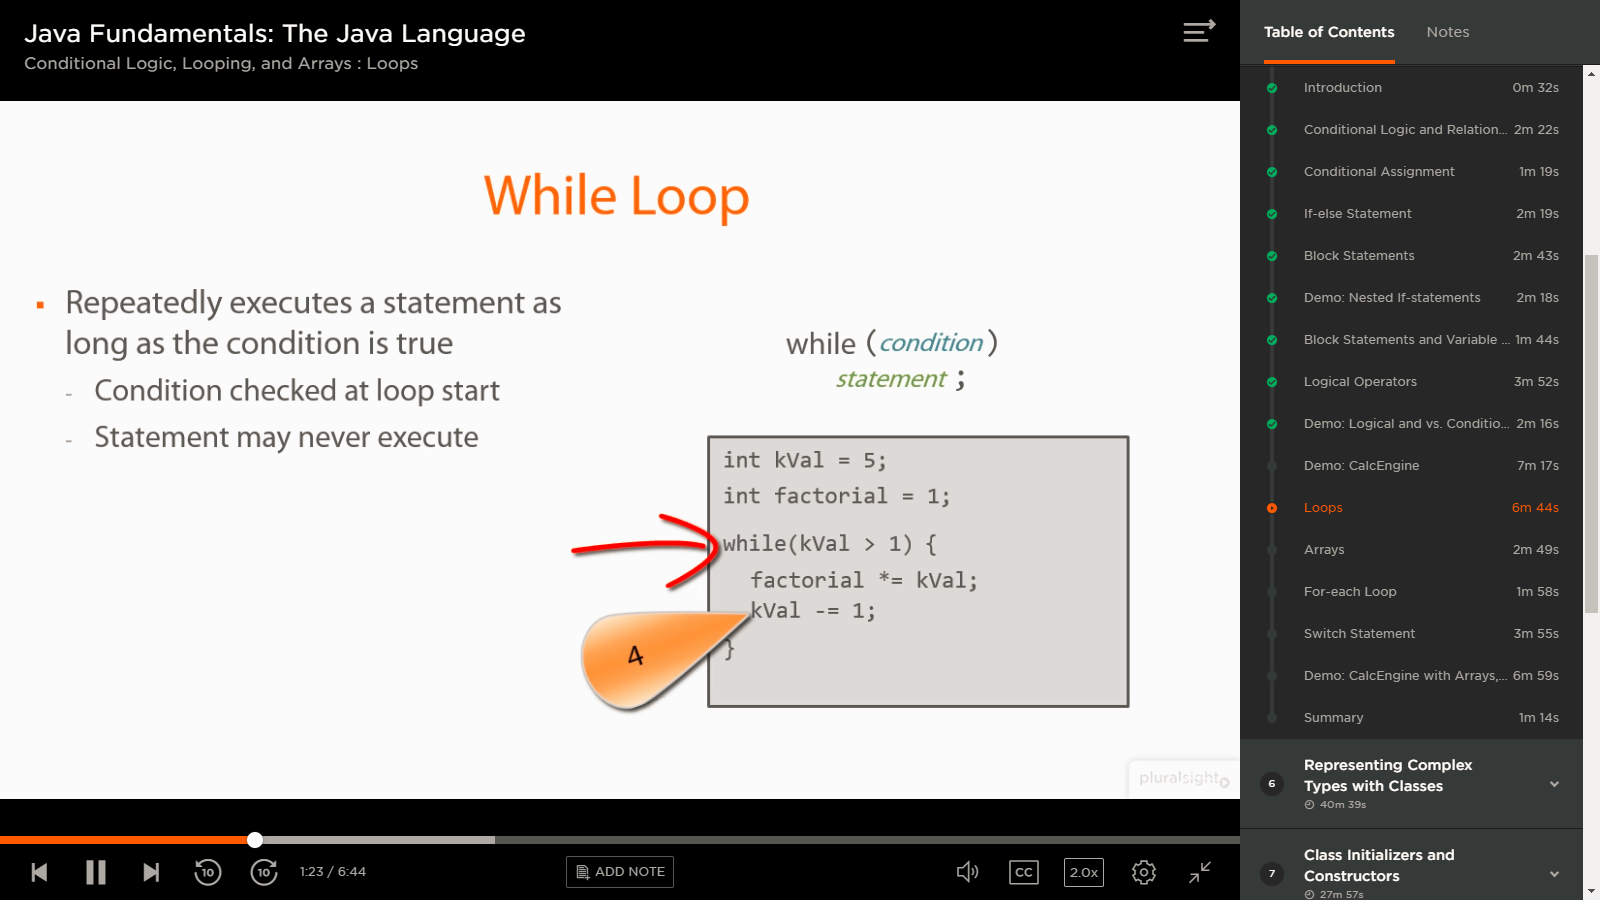 Java Fundamentals: The Java Language
Conditional Logic, Looping, and Arrays : Loops
While Loop
▪ Repeatedly executes a statement as
long as the condition is true
- Condition checked at loop start
- Statement may never execute
while (condition)
statement ;
int kVal = 5;
int factorial = 1;
while(kVal > 1) {
factorial *= kVal;
kVal -= 1;
}
4
pluralsight
10
10
1:23 / 6:44
ADD NOTE
CC
2.0x
Table of Contents Notes
Introduction 0m 32s
Conditional Logic and Relation... 2m 22s
Conditional Assignment 1m 19s
If-else Statement 2m 19s
Block Statements 2m 43s
Demo: Nested If-statements 2m 18s
Block Statements and Variable ... 1m 44s
Logical Operators 3m 52s
Demo: Logical and vs. Conditio... 2m 16s
Demo: CalcEngine 7m 17s
Loops 6m 44s
Arrays 2m 49s
For-each Loop 1m 58s
Switch Statement 3m 55s
Demo: CalcEngine with Arrays,... 6m 59s
Summary 1m 14s
6
Representing Complex
Types with Classes
40m 39s
7
Class Initializers and
Constructors
27m 57s